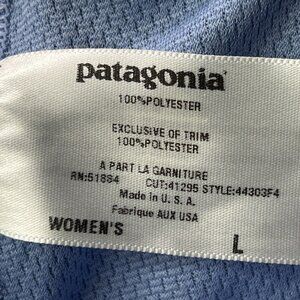 patagonia
100%POLYESTER
EXCLUSIVE OF TRIM
100%POLYESTER
A PART LA GARNITURE
RN:51884 CUT:41295 STYLE:44303F4
Made in U. S. A.
Fabrique AUX USA
WOMEN'S L